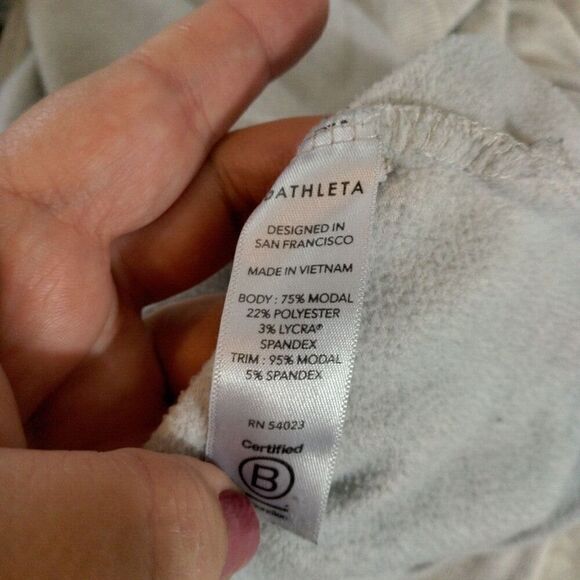 ATHLETA
DESIGNED IN
SAN FRANCISCO
MADE IN VIETNAM
BODY : 75% MODAL
22% POLYESTER
3% LYCRA®
SPANDEX
TRIM : 95% MODAL
5% SPANDEX
RN 54023
Certified
B